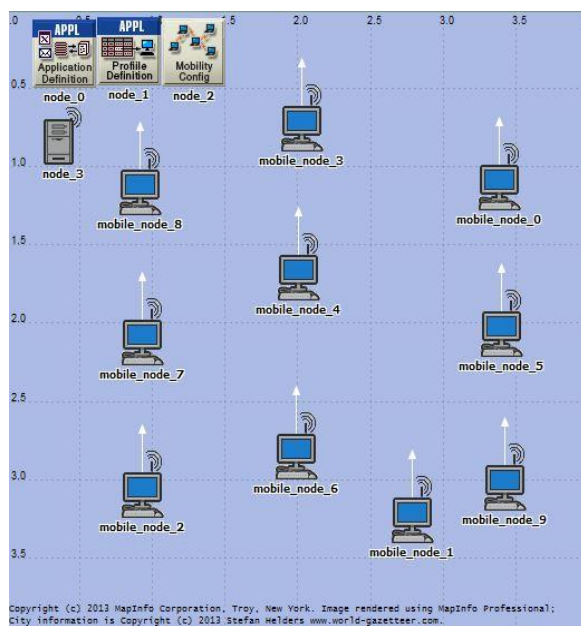 .0
0.5
1.0
1.5
2.0
2.5
3.0
3.5
APPL
APPL
Application
Definition
Profile
Definition
Mobility
Config
node_0
node_1
node_2
0.5
node_3
mobile_node_3
1.0
mobile_node_8
mobile_node_0
1.5
mobile_node_4
2.0
mobile_node_7
mobile_node_5
2.5
mobile_node_6
3.0
mobile_node_2
mobile_node_9
mobile_node_1
3.5
Copyright (c) 2013 MapInfo Corporation, Troy, New York. Image rendered using MapInfo Professional;
City information is Copyright (c) 2013 Stefan Helders www.world-gazetteer.com.